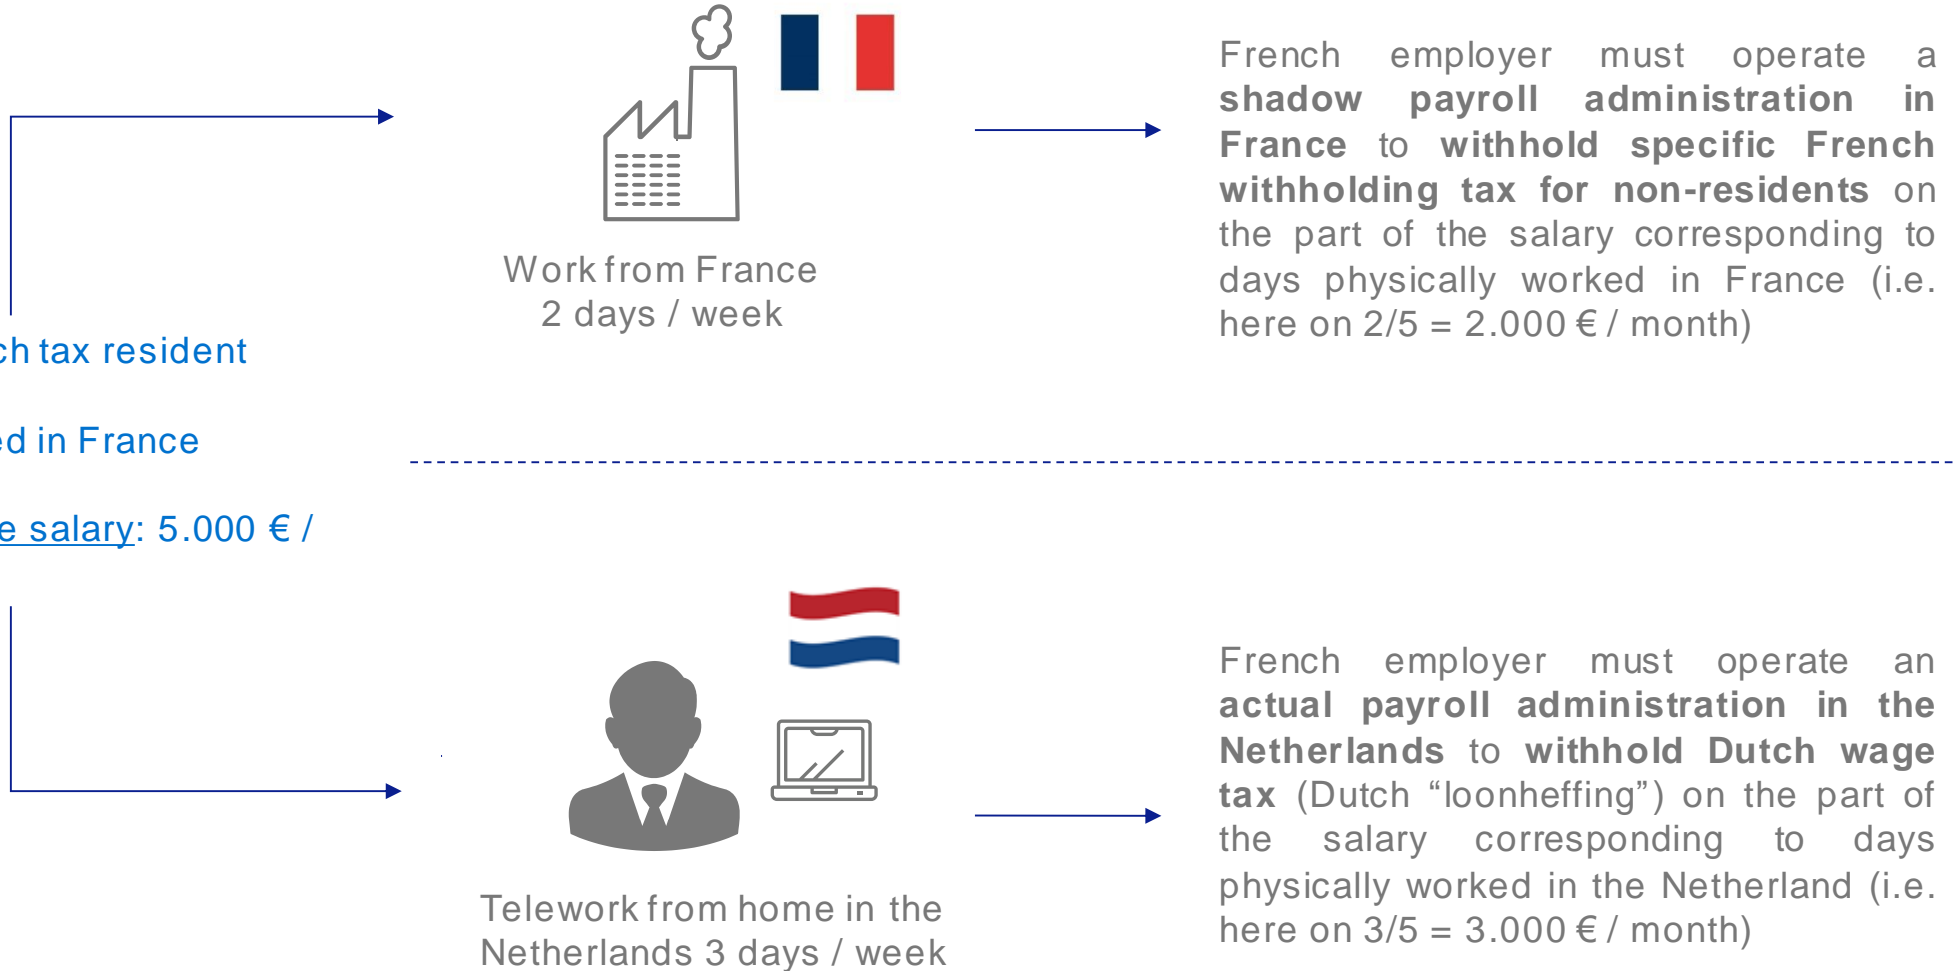 French employer must operate a
shadow payroll administration in
France to withhold specific French
withholding tax for non-residents on
the part of the salary corresponding to
days physically worked in France (i.e.
here on 2/5 = 2.000 € / month)
Work from France
2 days / week
ch tax resident
ed in France
e salary: 5.000 € /
French employer must operate an
actual payroll administration in the
Netherlands to withhold Dutch wage
tax (Dutch “loonheffing”) on the part of
the salary corresponding to days
physically worked in the Netherland (i.e.
here on 3/5 = 3.000 € / month)
Telework from home in the
Netherlands 3 days / week